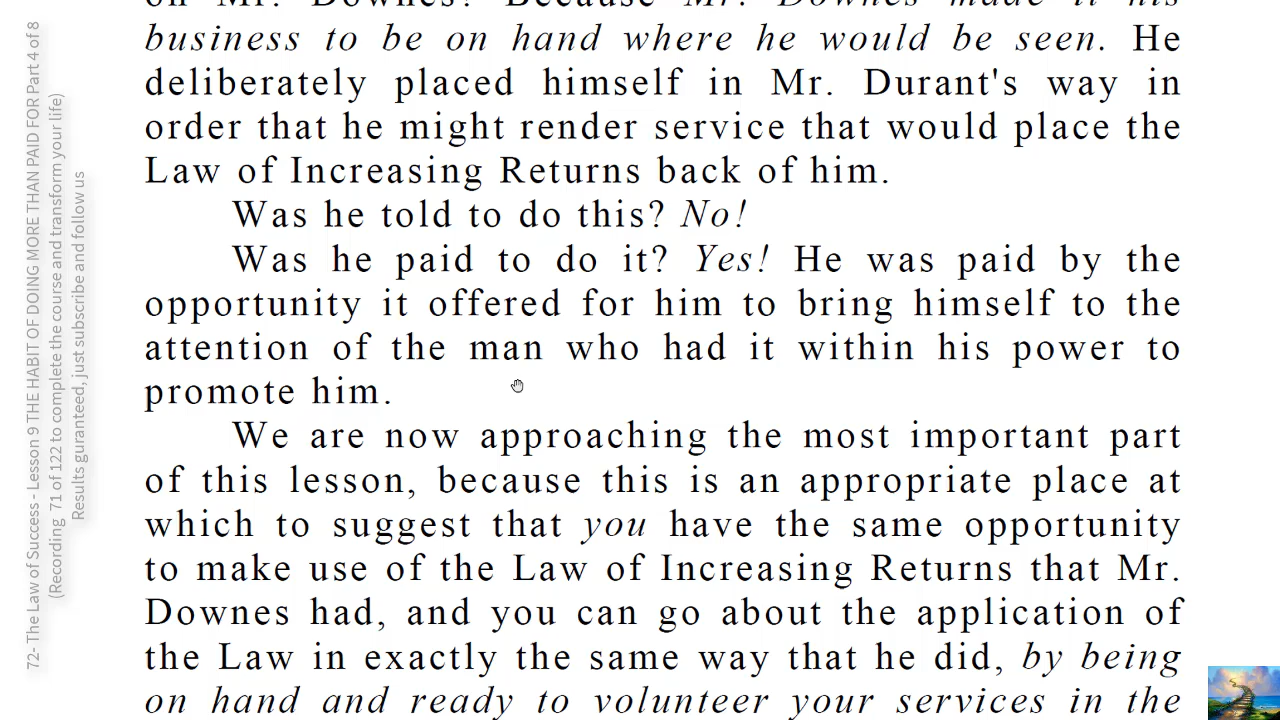 on Mr. Downes? Because Mr. Downes made it his
business to be on hand where he would be seen. He
deliberately placed himself in Mr. Durant's way in
order that he might render service that would place the
Law of Increasing Returns back of him.
Was he told to do this? No!
Was he paid to do it? Yes! He was paid by the
opportunity it offered for him to bring himself to the
attention of the man who had it within his power to
promote him.
We are now approaching the most important part
of this lesson, because this is an appropriate place at
which to suggest that you have the same opportunity
to make use of the Law of Increasing Returns that Mr.
Downes had, and you can go about the application of
the Law in exactly the same way that he did, by being
on hand and ready to volunteer your services in the
72- The Law of Success - Lesson 9 THE HABIT OF DOING MORE THAN PAID FOR Part 4 of 8
(Recording 71 of 122 to complete the course and transform your life)
Results guranteed, just subscribe and follow us